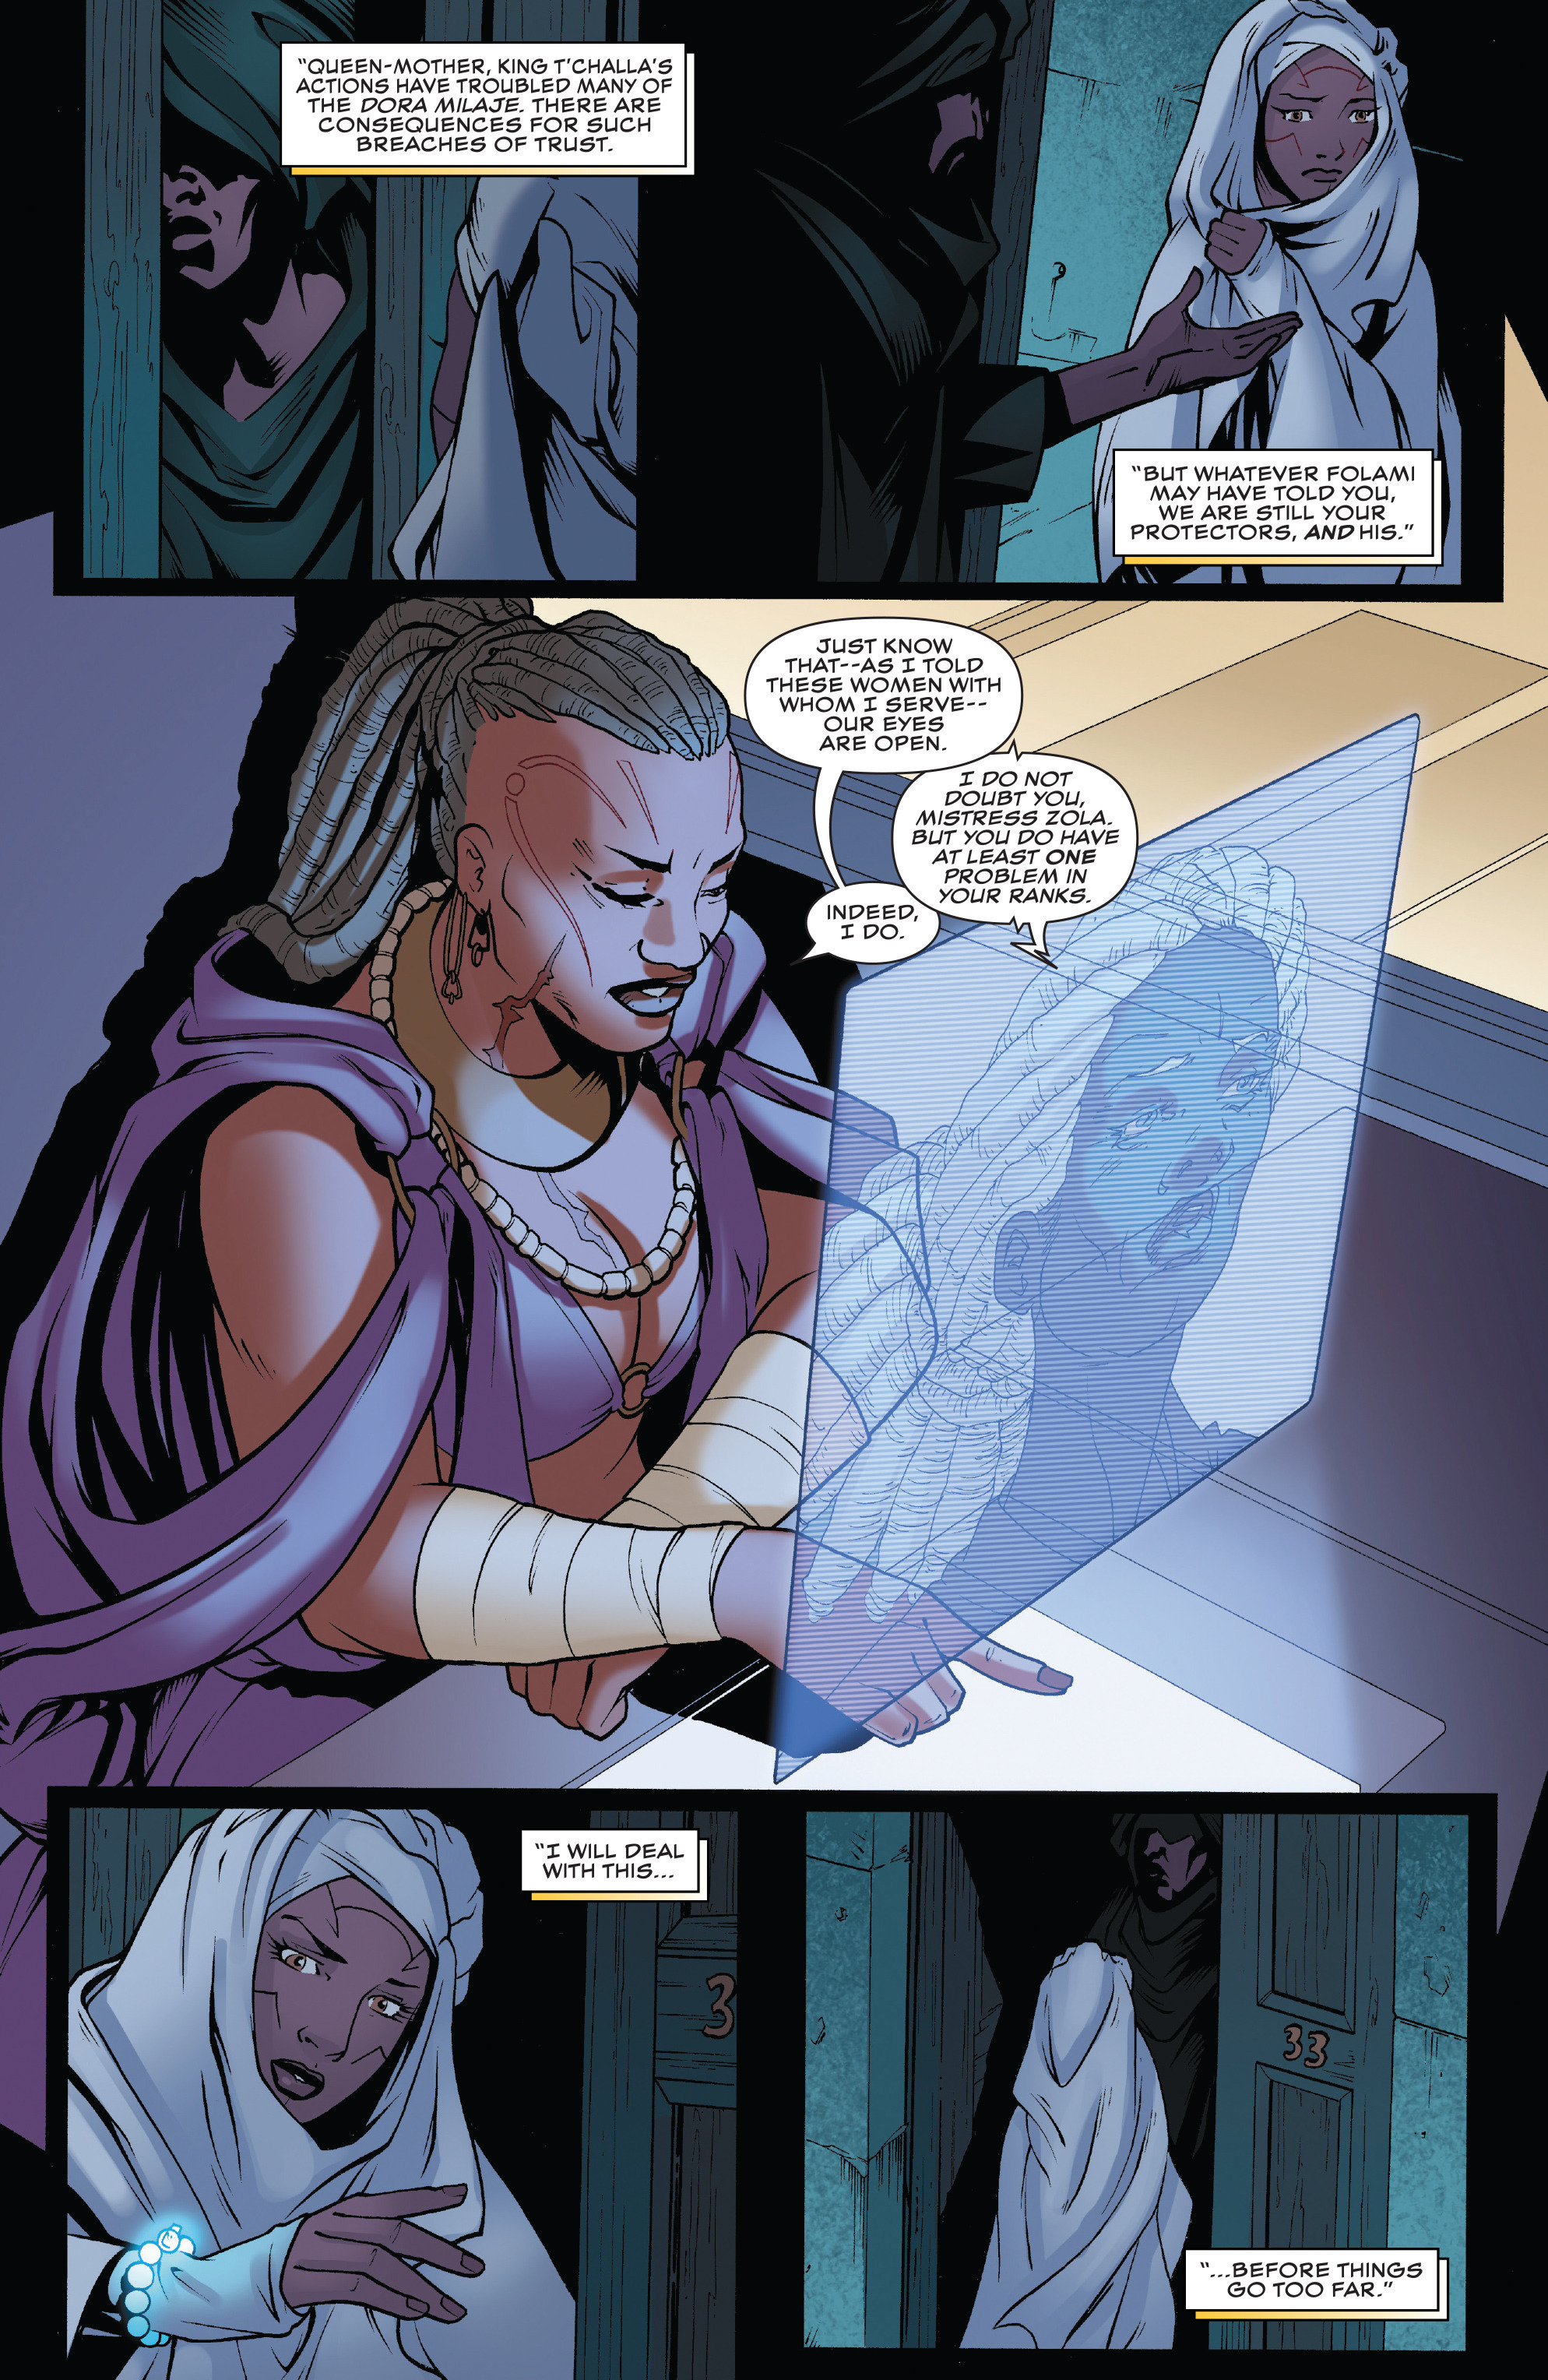 "QUEEN-MOTHER, KING T'CHALLA'S
ACTIONS HAVE TROUBLED MANY OF
THE DORA MILAJE. THERE ARE
CONSEQUENCES FOR SUCH
BREACHES OF TRUST.
"BUT WHATEVER FOLAMI
MAY HAVE TOLD YOU,
WE ARE STILL YOUR
PROTECTORS, AND HIS."
JUST KNOW
THAT--AS I TOLD
THESE WOMEN WITH
WHOM I SERVE--
OUR EYES
ARE OPEN.
I DO NOT
DOUBT YOU,
MISTRESS ZOLA.
BUT YOU DO HAVE
AT LEAST ONE
PROBLEM IN
YOUR RANKS.
INDEED,
I DO.
"I WILL DEAL
WITH THIS...
3
33
"...BEFORE THINGS
GO TOO FAR."